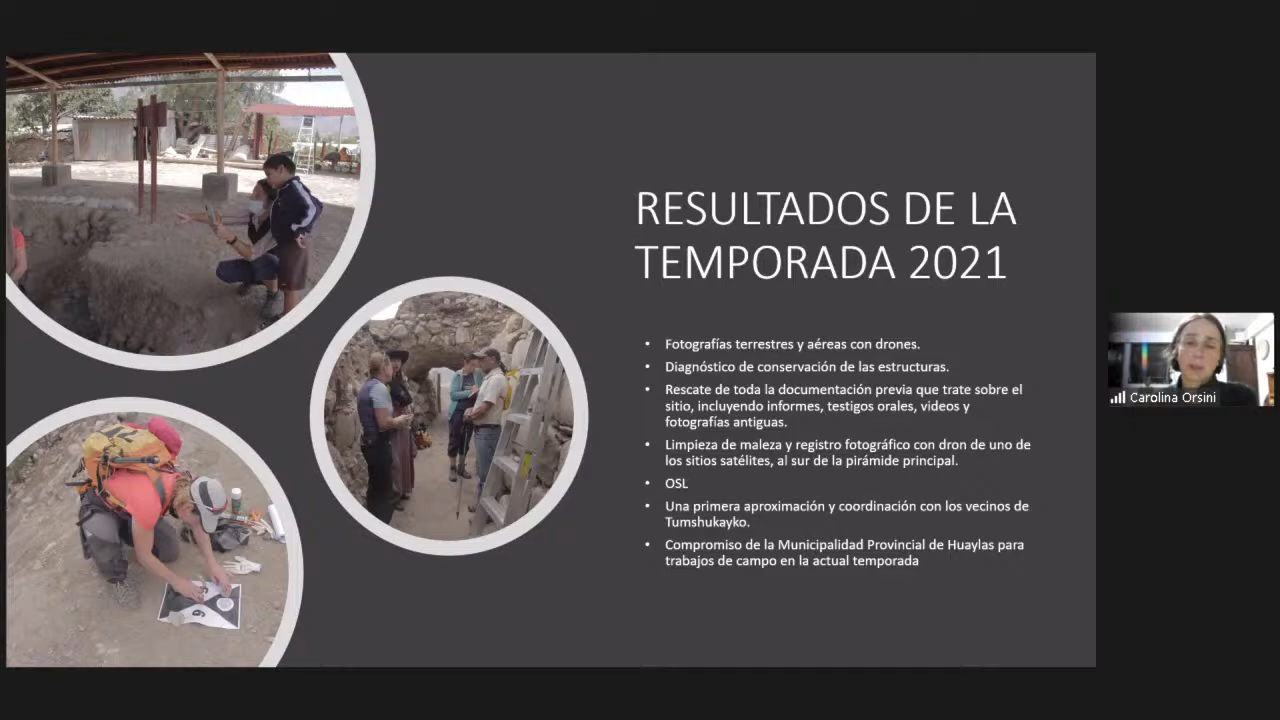 RESULTADOS DE LA
TEMPORADA 2021
• Fotografías terrestres y aéreas con drones.
• Diagnóstico de conservación de las estructuras.
• Rescate de toda la documentación previa que trate sobre el
sitio, incluyendo informes, testigos orales, videos y
fotografías antiguas.
• Limpieza de maleza y registro fotográfico con dron de uno de
los sitios satélites, al sur de la pirámide principal.
• OSL
• Una primera aproximación y coordinación con los vecinos de
Tumshukayko.
• Compromiso de la Municipalidad Provincial de Huaylas para
trabajos de campo en la actual temporada
Carolina Orsini